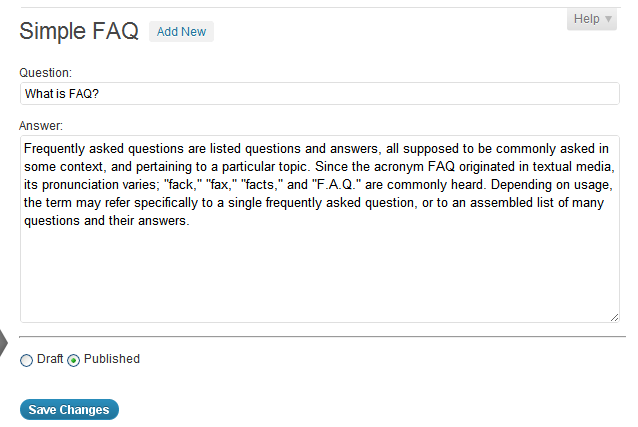 Help
Simple FAQ Add New
Question:
What is FAQ?
Answer:
Frequently asked questions are listed questions and answers, all supposed to be commonly asked in
some context, and pertaining to a particular topic. Since the acronym FAQ originated in textual media,
its pronunciation varies; "fack," "fax," "facts," and "F.A.Q." are commonly heard. Depending on usage,
the term may refer specifically to a single frequently asked question, or to an assembled list of many
questions and their answers.
Draft Published
Save Changes